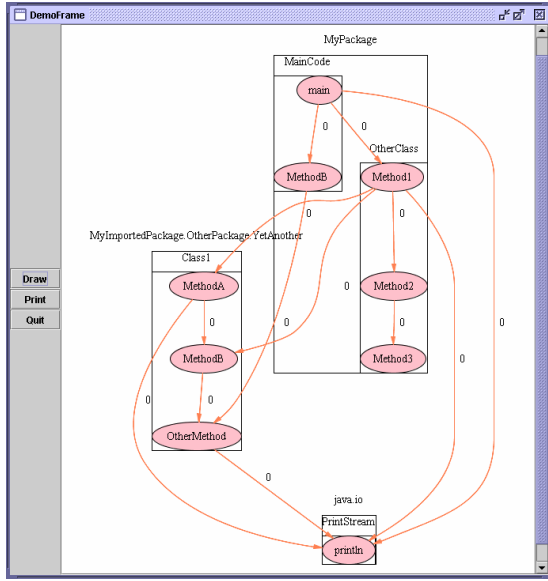 DemoFrame
MyPackage
MainCode
main
0
0
OtherClass
MethodB
Method1
0
0
MyImportedPackage.OtherPackage.YetAnother
Class1
Draw
MethodA
0
Method2
Print
Quit
0
0
0
0
MethodB
Method3
0
0
0
OtherMethod
0
java.io
PrintStream
println